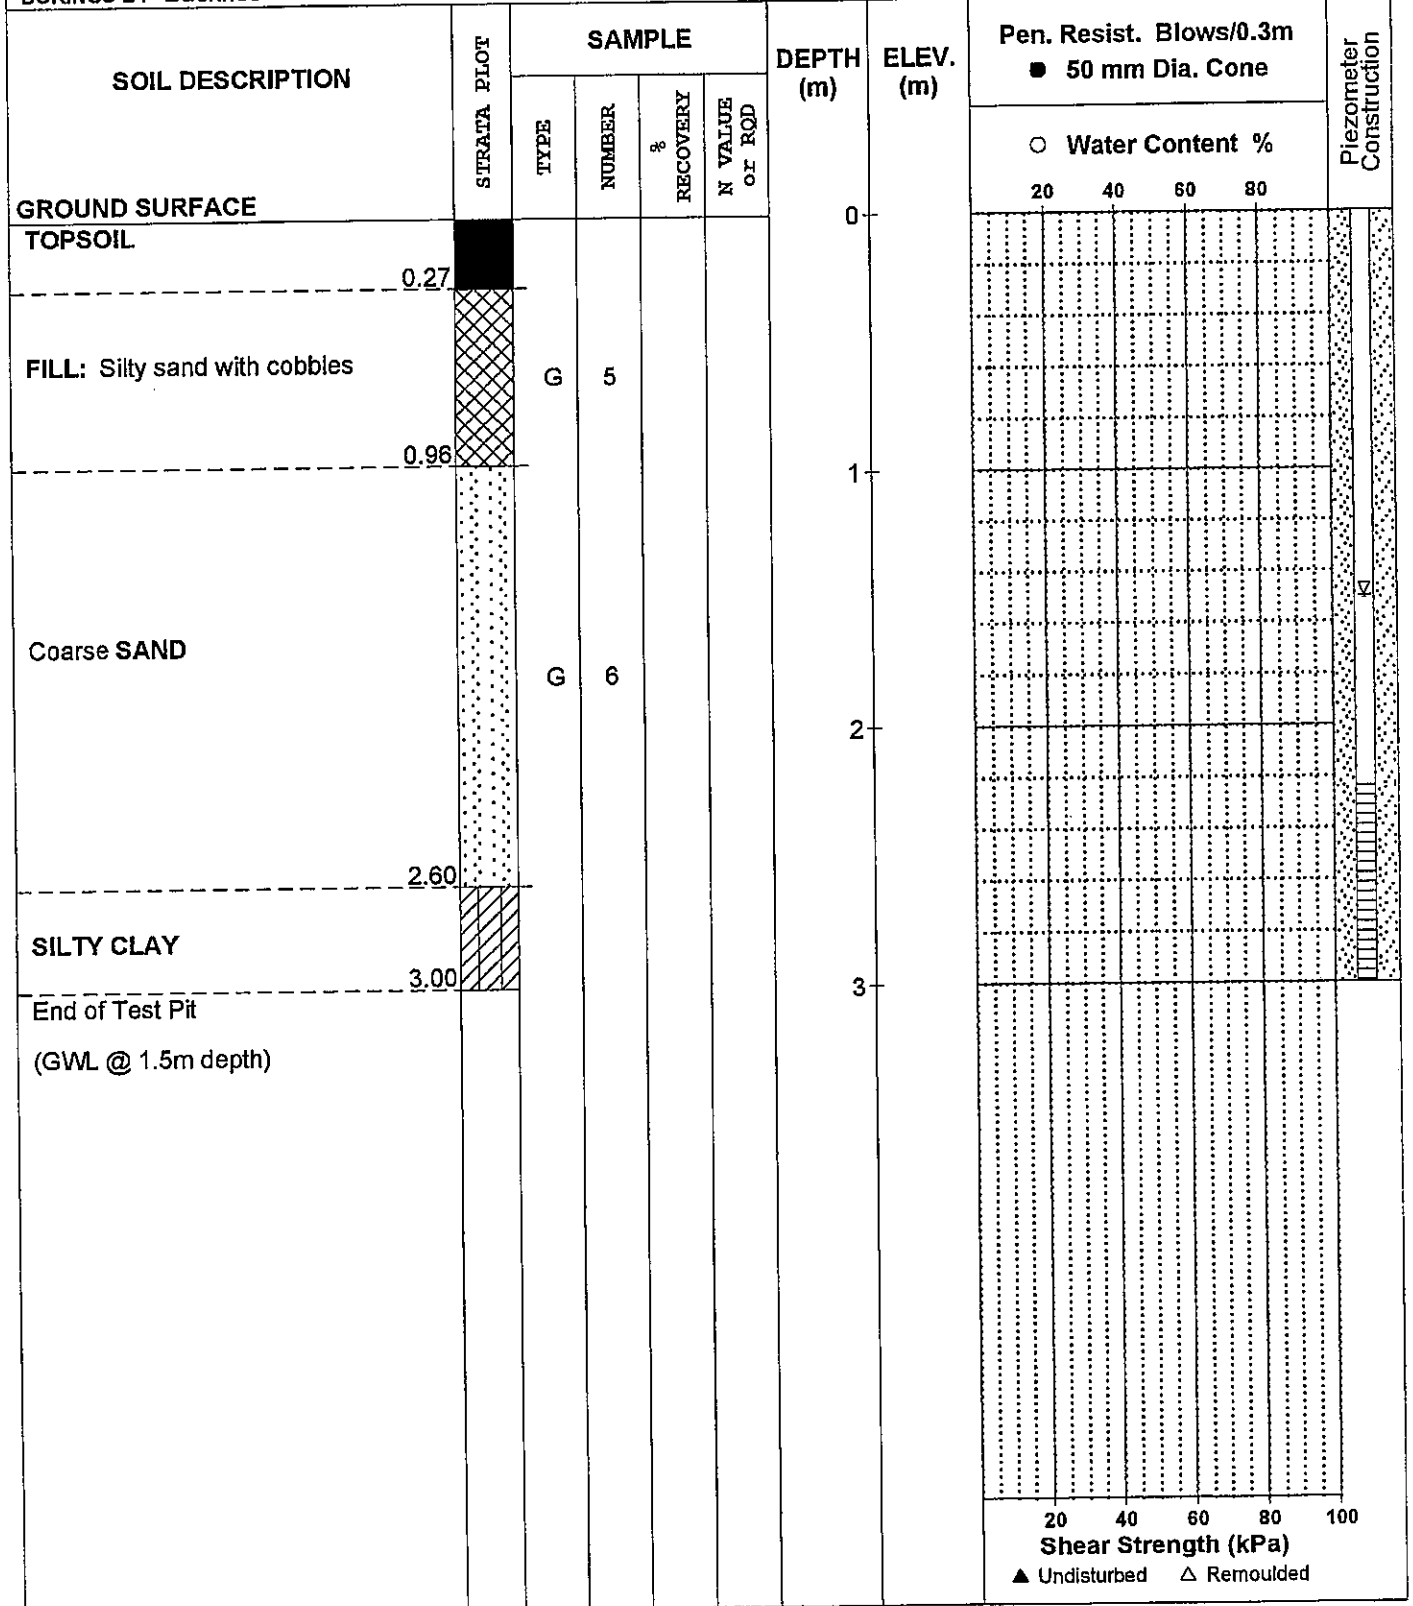 SOIL DESCRIPTION
STRATA PLOT
SAMPLE
TYPE
NUMBER
%
RECOVERY
N VALUE
or RQD
DEPTH
(m)
ELEV.
(m)
Pen. Resist. Blows/0.3m
● 50 mm Dia. Cone
○ Water Content %
20 40 60 80
Piezometer
Construction
GROUND SURFACE
0
TOPSOIL
0.27
FILL: Silty sand with cobbles
G 5
0.96
1
Coarse SAND
G 6
2
2.60
SILTY CLAY
3.00
3
End of Test Pit
(GWL @ 1.5m depth)
20 40 60 80 100
Shear Strength (kPa)
▲ Undisturbed △ Remoulded